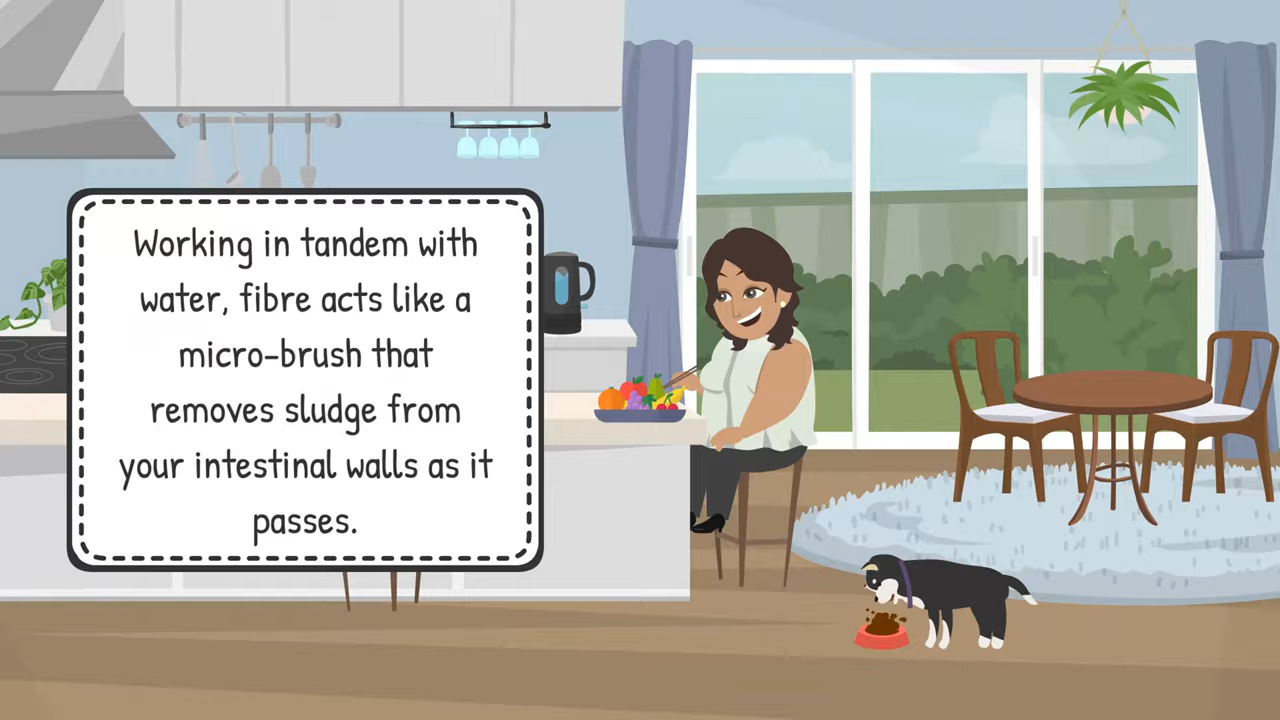 Working in tandem with
water, fibre acts like a
micro-brush that
removes sludge from
your intestinal walls as it
passes.